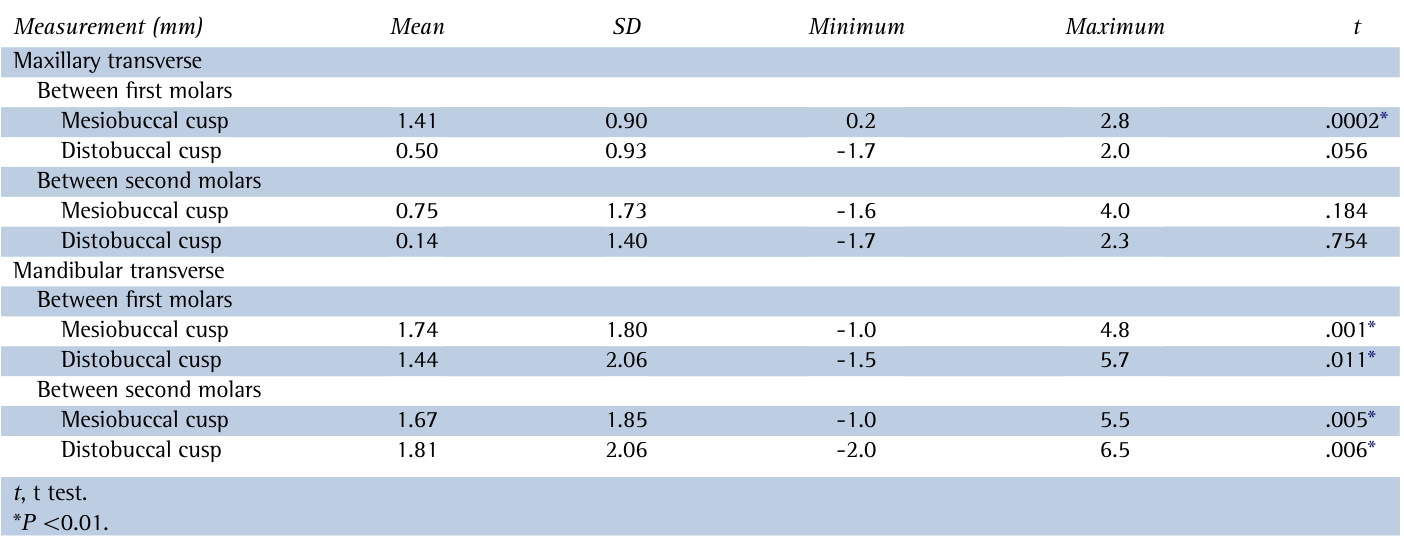 Measurement (mm) Mean SD Minimum Maximum t
Maxillary transverse
Between first molars
Mesiobuccal cusp 1.41 0.90 0.2 2.8 .0002*
Distobuccal cusp 0.50 0.93 -1.7 2.0 .056
Between second molars
Mesiobuccal cusp 0.75 1.73 -1.6 4.0 .184
Distobuccal cusp 0.14 1.40 -1.7 2.3 .754
Mandibular transverse
Between first molars
Mesiobuccal cusp 1.74 1.80 -1.0 4.8 .001*
Distobuccal cusp 1.44 2.06 -1.5 5.7 .011*
Between second molars
Mesiobuccal cusp 1.67 1.85 -1.0 5.5 .005*
Distobuccal cusp 1.81 2.06 -2.0 6.5 .006*
t, t test.
*P <0.01.